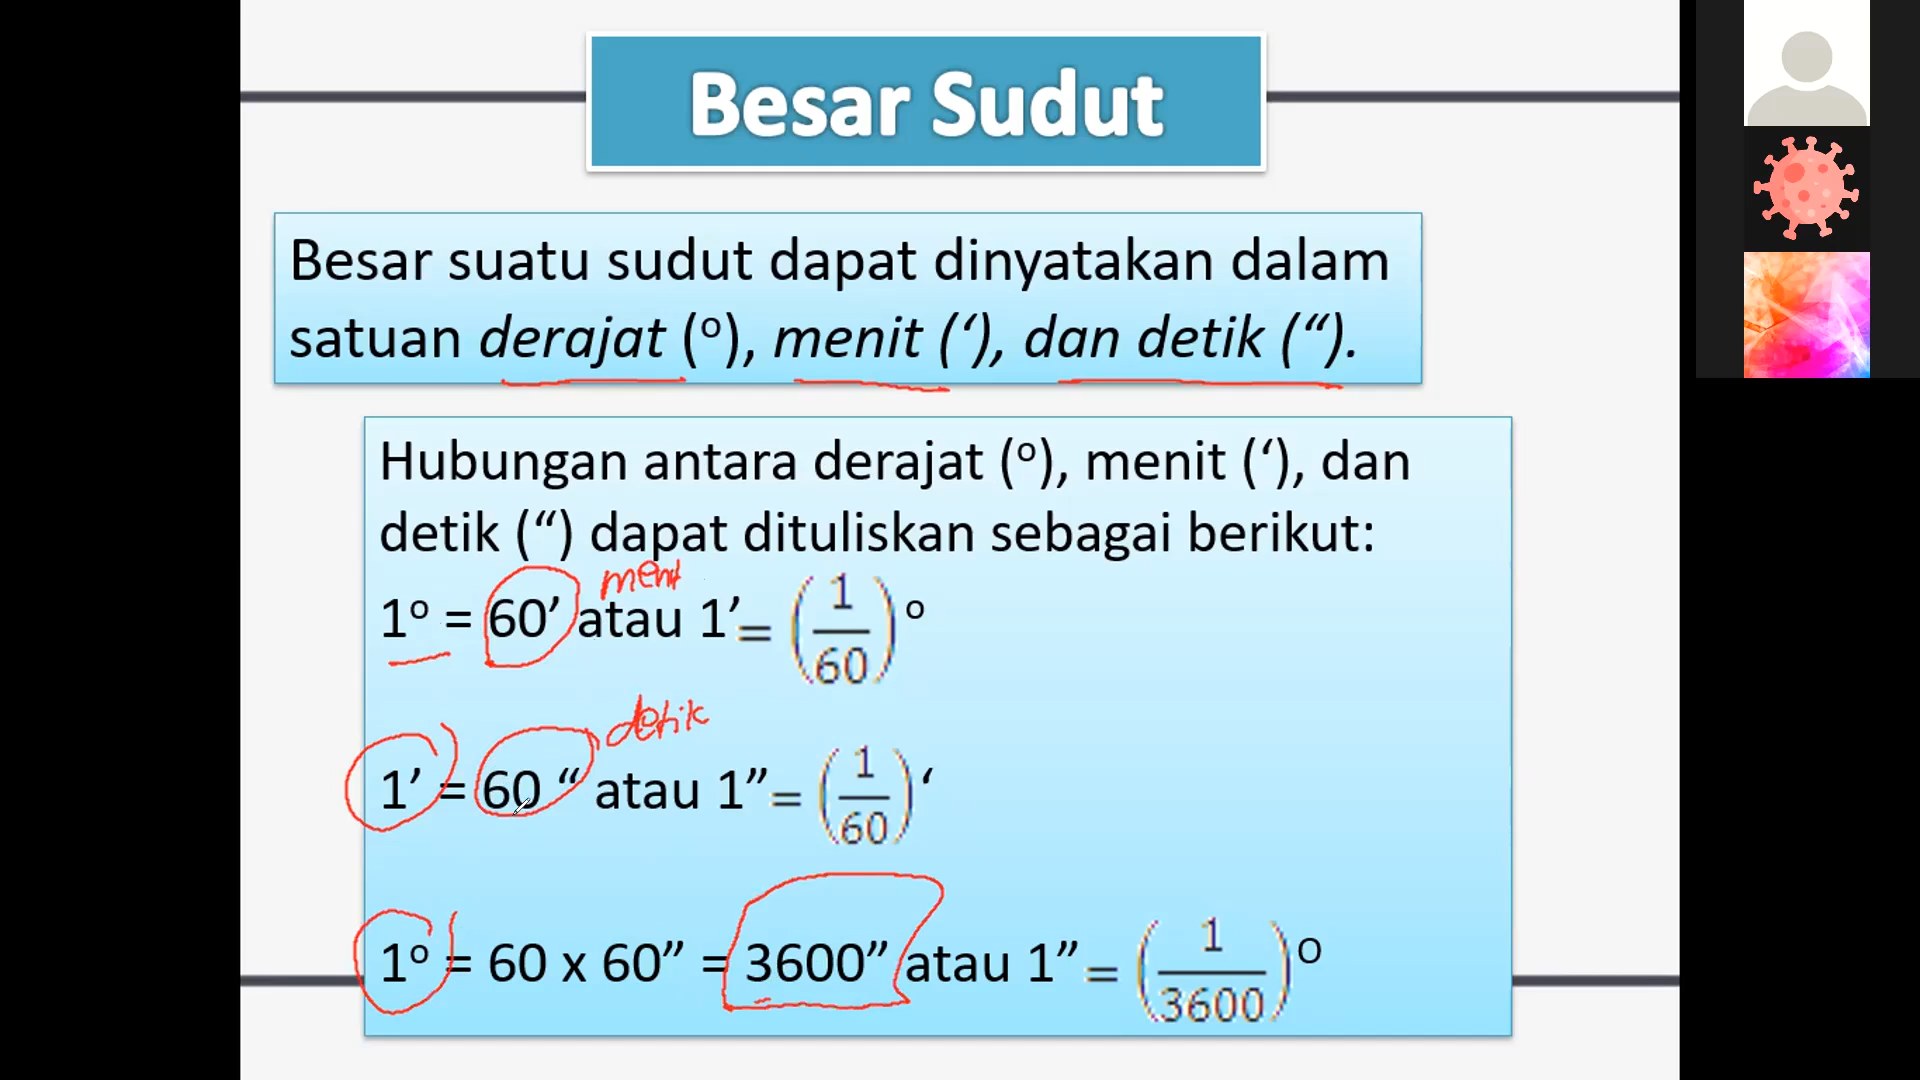 Besar Sudut
Besar suatu sudut dapat dinyatakan dalam
satuan derajat (º), menit (‘), dan detik (“).
Hubungan antara derajat (º), menit (‘), dan
detik (“) dapat dituliskan sebagai berikut:
menit
1º = 60’ atau 1’ = (1/60)º
detik
1’ = 60 “ atau 1” = (1/60)‘
1º = 60 x 60” = 3600” atau 1” = (1/3600)º